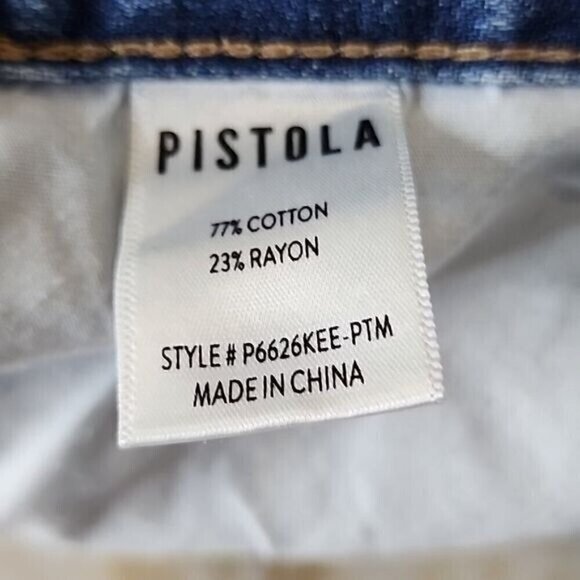 PISTOLA
77% COTTON
23% RAYON
STYLE # P6626KEE-PTM
MADE IN CHINA